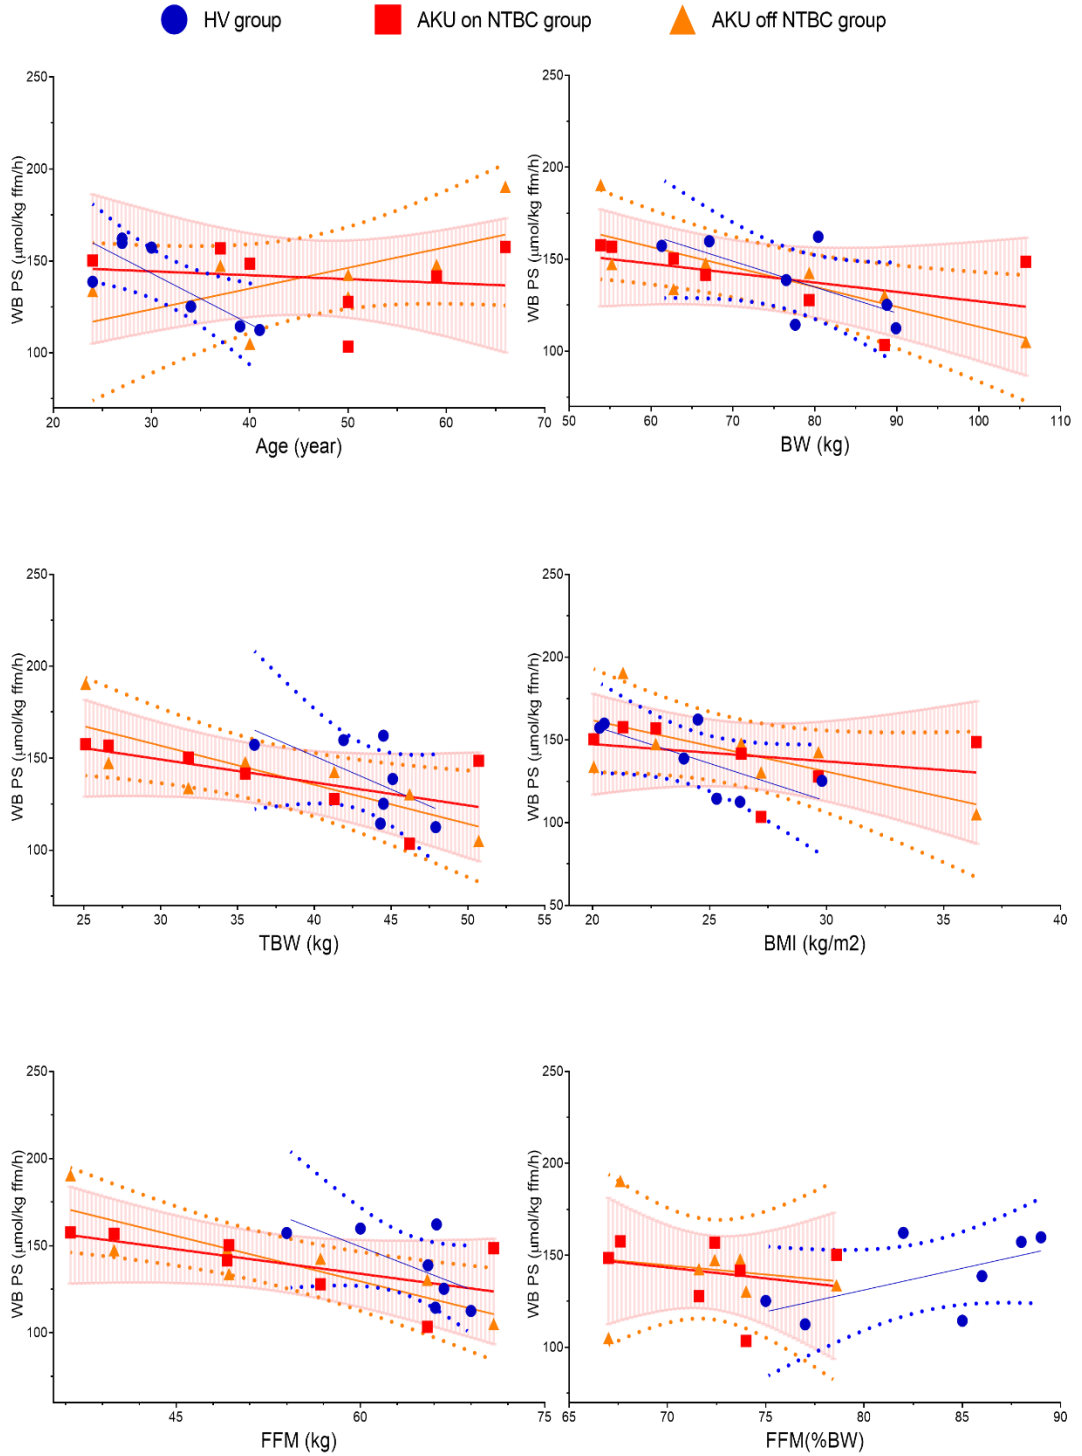 HV group AKU on NTBC group AKU off NTBC group
WB PS (µmol/kg ffm/h)
250
200
150
100
20 30 40 50 60 70
Age (year)
WB PS (µmol/kg ffm/h)
250
200
150
100
50 60 70 80 90 100 110
BW (kg)
WB PS (µmol/kg ffm/h)
250
200
150
100
25 30 35 40 45 50 55
TBW (kg)
WB PS (µmol/kg ffm/h)
250
200
150
100
50
20 25 30 35 40
BMI (kg/m2)
WB PS (µmol/kg ffm/h)
250
200
150
100
45 60 75
FFM (kg)
WB PS (µmol/kg ffm/h)
250
200
150
100
65 70 75 80 85 90
FFM(%BW)